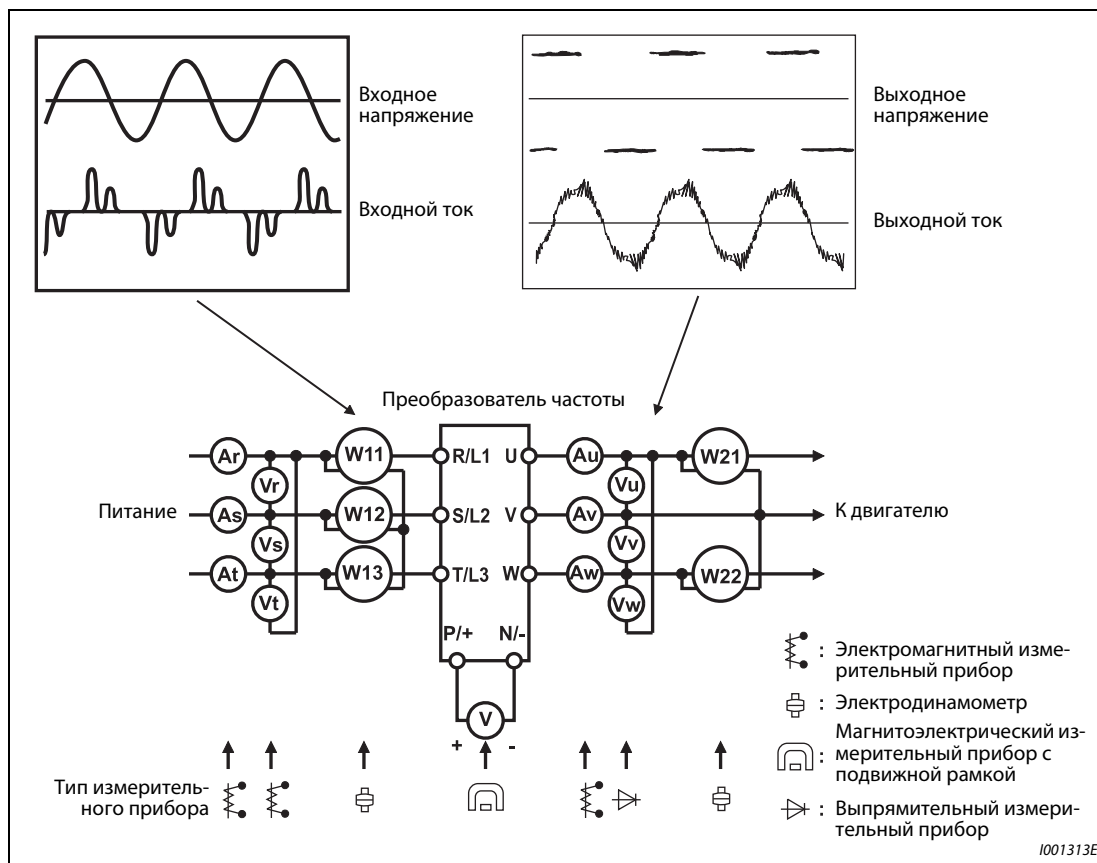 Входное
напряжение
Входной ток
Выходное
напряжение
Выходной ток
Преобразователь частоты
Питание
Ar
As
At
Vr
Vs
Vt
W11
W12
W13
R/L1
S/L2
T/L3
U
V
W
P/+
N/-
V
+
-
Au
Av
Aw
Vu
Vv
Vw
W21
W22
К двигателю
Тип измеритель-
ного прибора
: Электромагнитный изме-
рительный прибор
: Электродинамометр
: Магнитоэлектрический из-
мерительный прибор с
подвижной рамкой
: Выпрямительный измери-
тельный прибор
I001313E